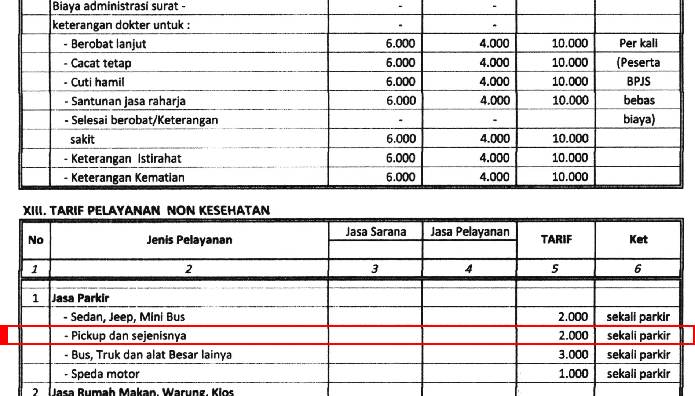 Biaya administrasi surat - - -
keterangan dokter untuk : - -
- Berobat lanjut 6.000 4.000 10.000 Per kali
- Cacat tetap 6.000 4.000 10.000 (Peserta
- Cuti hamil 6.000 4.000 10.000 BPJS
- Santunan jasa raharja 6.000 4.000 10.000 bebas
- Selesai berobat/Keterangan - - biaya)
sakit 6.000 4.000 10.000
- Keterangan Istirahat 6.000 4.000 10.000
- Keterangan Kematian 6.000 4.000 10.000
XIII. TARIF PELAYANAN NON KESEHATAN
No Jenis Pelayanan Jasa Sarana Jasa Pelayanan TARIF Ket
1 2 3 4 5 6
1 Jasa Parkir
- Sedan, Jeep, Mini Bus 2.000 sekali parkir
- Pickup dan sejenisnya 2.000 sekali parkir
- Bus, Truk dan alat Besar lainya 3.000 sekali parkir
- Speda motor 1.000 sekali parkir
2 Jasa Rumah Makan, Warung, Kios